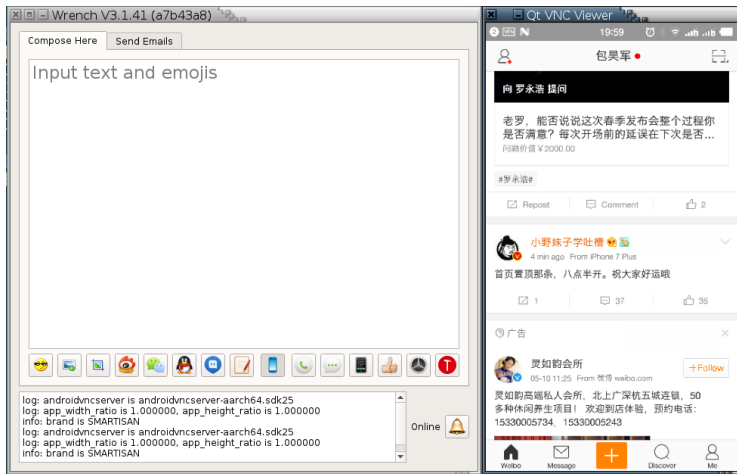 Wrench V3.1.41 (a7b43a8)
Compose Here
Send Emails
Input text and emojis
log: androidvncserver is androidvncserver-aarch64.sdk25
log: app_width_ratio is 1.000000, app_height_ratio is 1.000000
info: brand is SMARTISAN
log: androidvncserver is androidvncserver-aarch64.sdk25
log: app_width_ratio is 1.000000, app_height_ratio is 1.000000
info: brand is SMARTISAN
Online
Qt VNC Viewer
19:59
包昊军
向 罗永浩 提问
老罗，能否说说这次春季发布会整个过程你
是否满意？每次开场前的延误在下次是否...
问题价值￥2000.00
#罗永浩#
Repost
Comment
2
小野妹子学吐槽
4 min ago From iPhone 7 Plus
首页置顶那条，八点半开。祝大家好运哦
1
37
35
广告
灵如韵会所
05-10 11:25 From 微博 weibo.com
+Follow
灵如韵高端私人会所，北上广深杭五城连锁，50
多种休闲养生项目！ 欢迎到店体验，预约电话：
15330005734，15330005243
Weibo
Message
Discover
Me